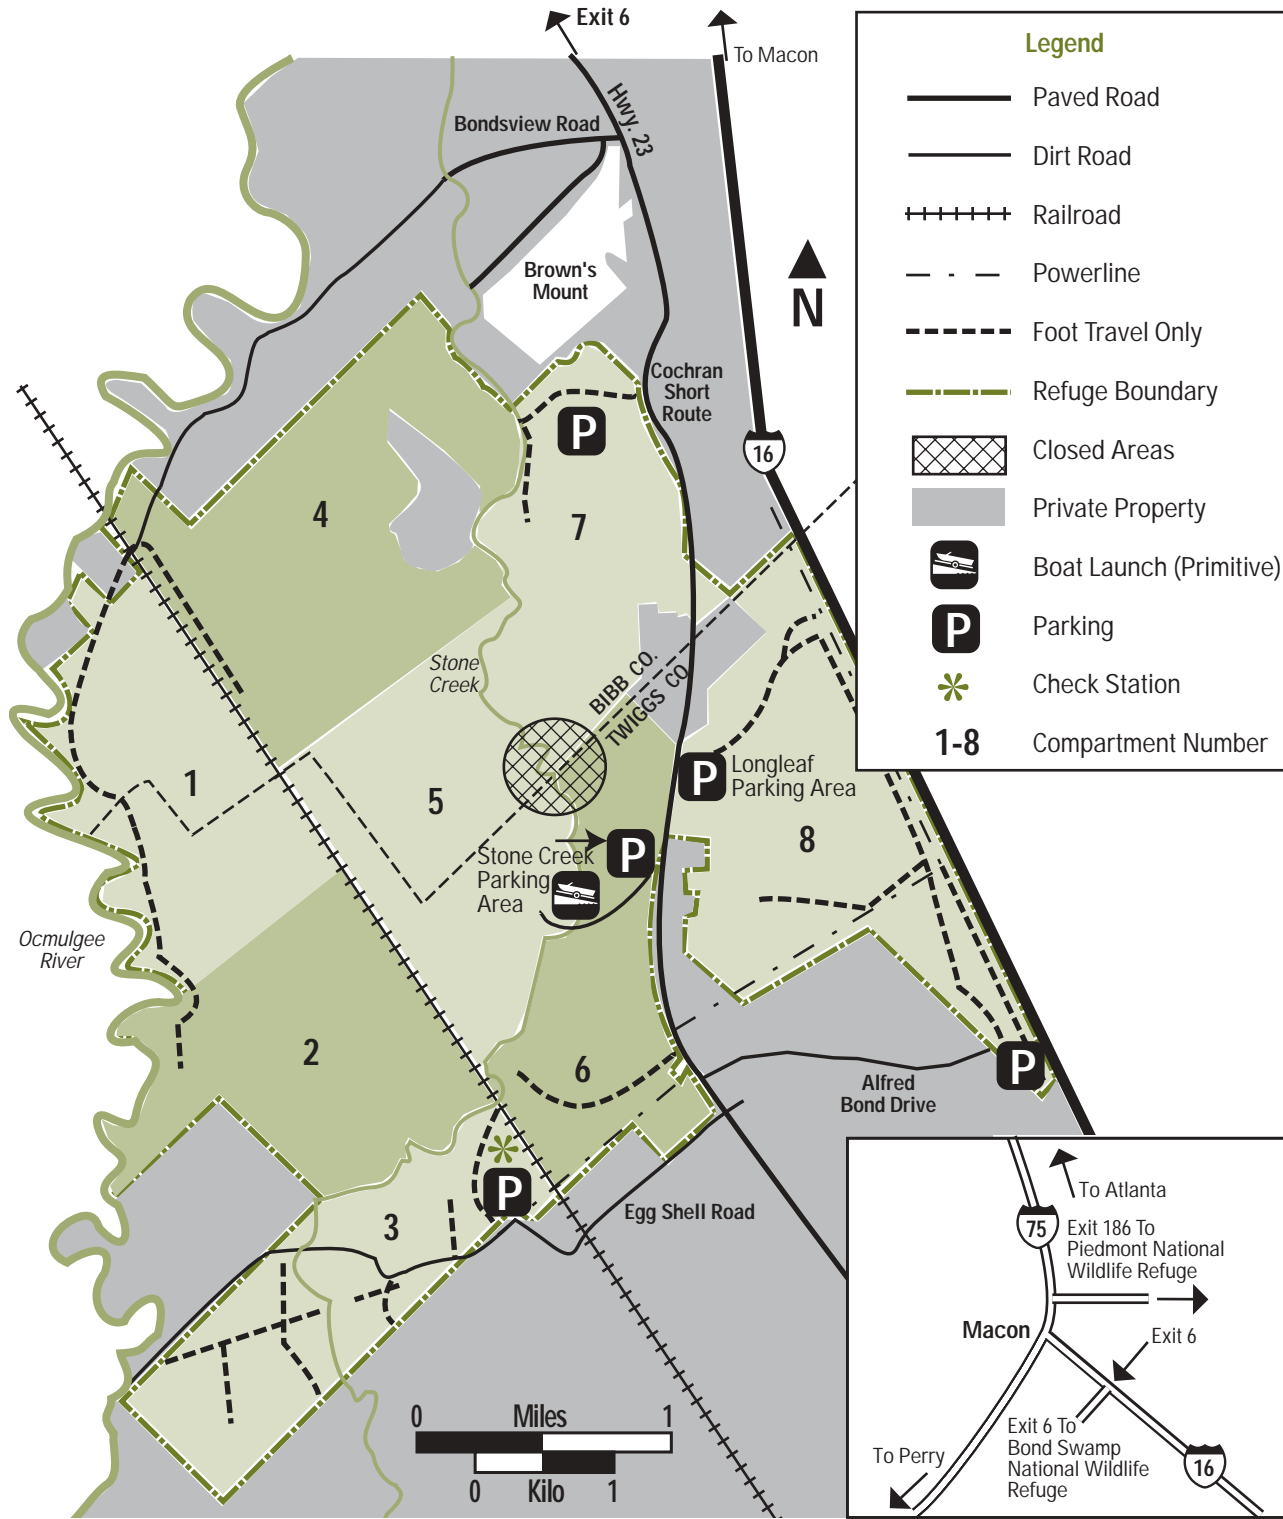 Exit 6
To Macon
Hwy. 23
Bondsview Road
Brown's
Mount
N
Cochran
Short
Route
16
P
4
7
Stone
Creek
BIBB CO.
TWIGGS CO.
1
5
P
Longleaf
Parking Area
8
Stone Creek
Parking
Area
P
Ocmulgee
River
2
6
Alfred
Bond Drive
P
P
3
Egg Shell Road
0 Miles 1
0 Kilo 1
Legend
Paved Road
Dirt Road
Railroad
Powerline
Foot Travel Only
Refuge Boundary
Closed Areas
Private Property
Boat Launch (Primitive)
P Parking
Check Station
1-8 Compartment Number
To Atlanta
75
Exit 186 To
Piedmont National
Wildlife Refuge
Macon
Exit 6
Exit 6 To
Bond Swamp
National Wildlife
Refuge
To Perry
16